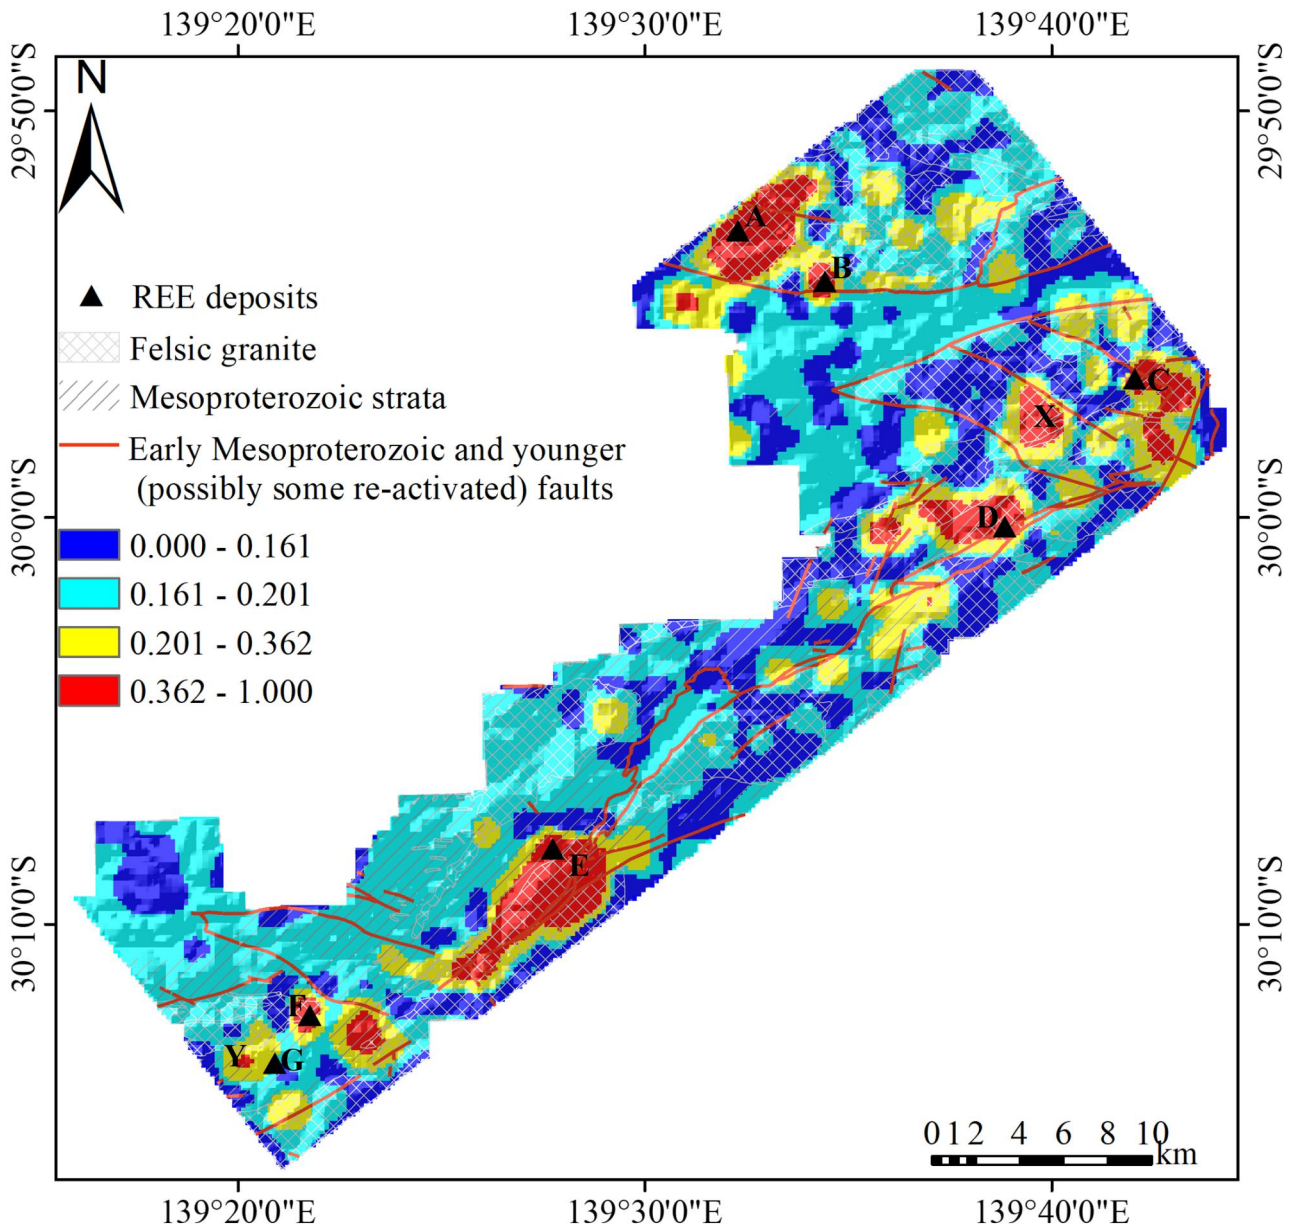 139°20'0"E 139°30'0"E 139°40'0"E
29°50'0"S
29°50'0"S
N
REE deposits
Felsic granite
Mesoproterozoic strata
Early Mesoproterozoic and younger
(possibly some re-activated) faults
0.000 - 0.161
0.161 - 0.201
0.201 - 0.362
0.362 - 1.000
A
B
C
X
D
30°0'0"S
30°0'0"S
E
30°10'0"S
30°10'0"S
F
Y G
0 1 2 4 6 8 10
km
139°20'0"E 139°30'0"E 139°40'0"E